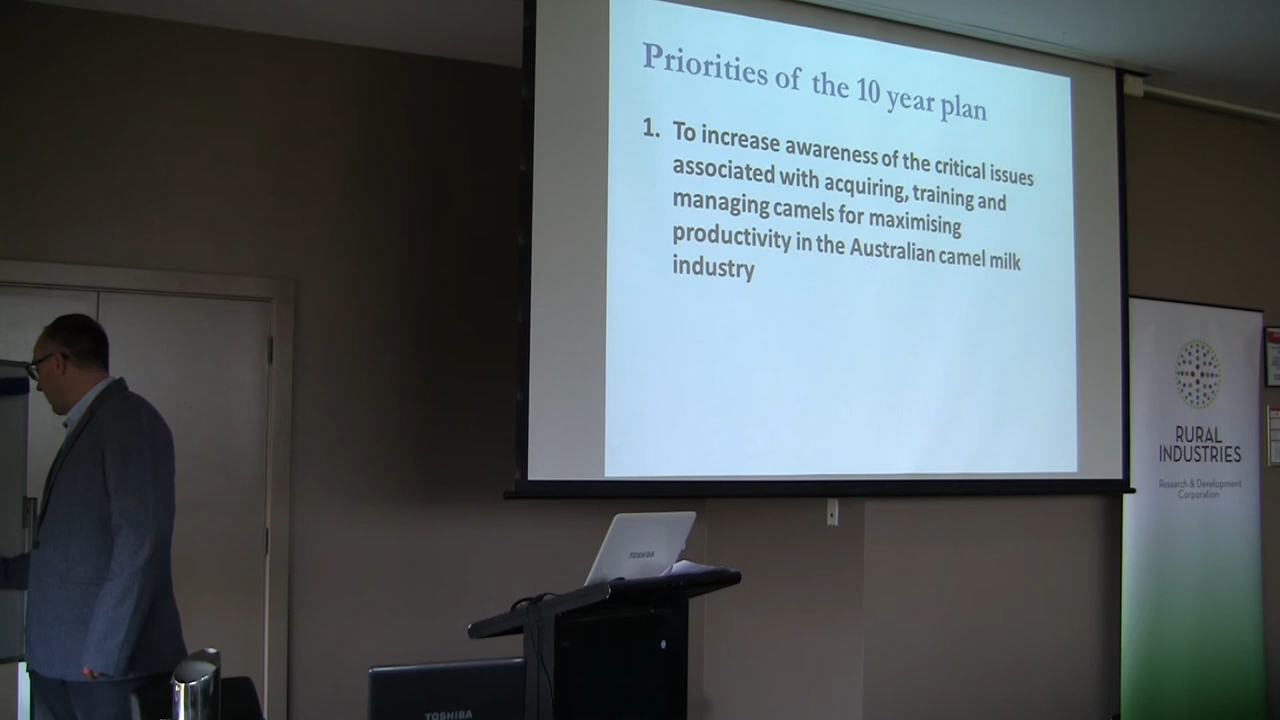 Priorities of the 10 year plan
1. To increase awareness of the critical issues
associated with acquiring, training and
managing camels for maximising
productivity in the Australian camel milk
industry
RURAL
INDUSTRIES
Research & Development
Corporation
TOSHIBA
TOSHIBA